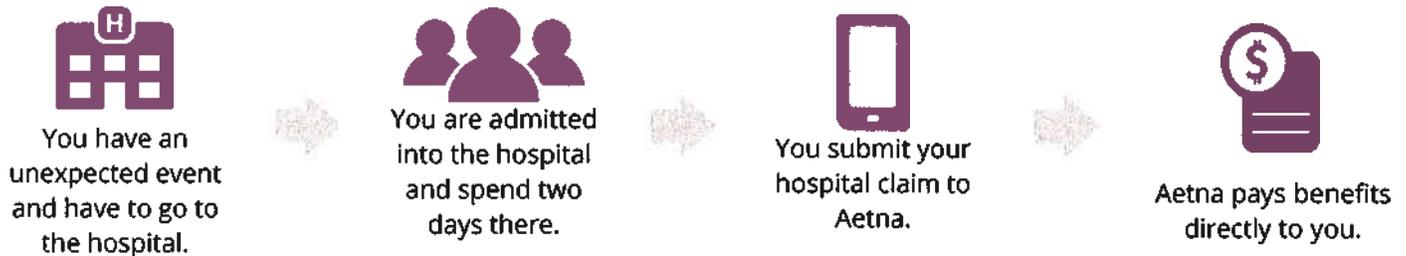 H
You have an
unexpected event
and have to go to
the hospital.
You are admitted
into the hospital
and spend two
days there.
You submit your
hospital claim to
Aetna.
$
Aetna pays benefits
directly to you.